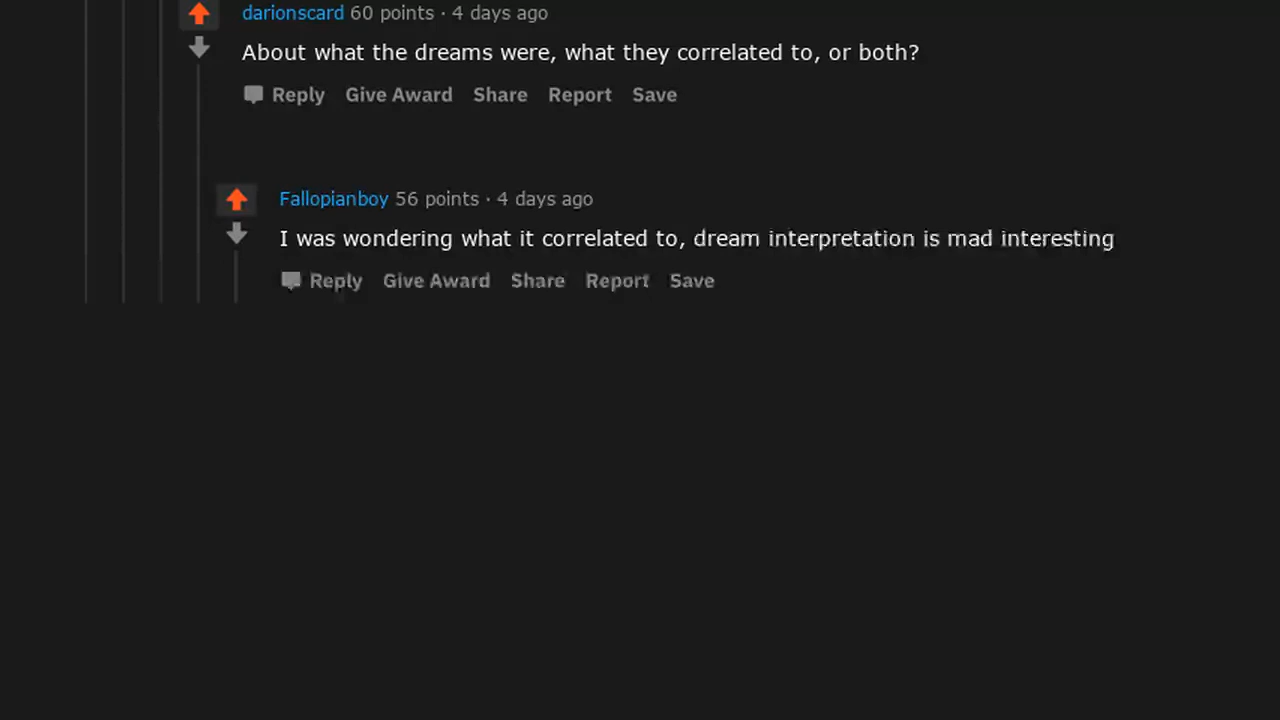 darionscard 60 points · 4 days ago
About what the dreams were, what they correlated to, or both?
Reply Give Award Share Report Save
Fallopianboy 56 points · 4 days ago
I was wondering what it correlated to, dream interpretation is mad interesting
Reply Give Award Share Report Save